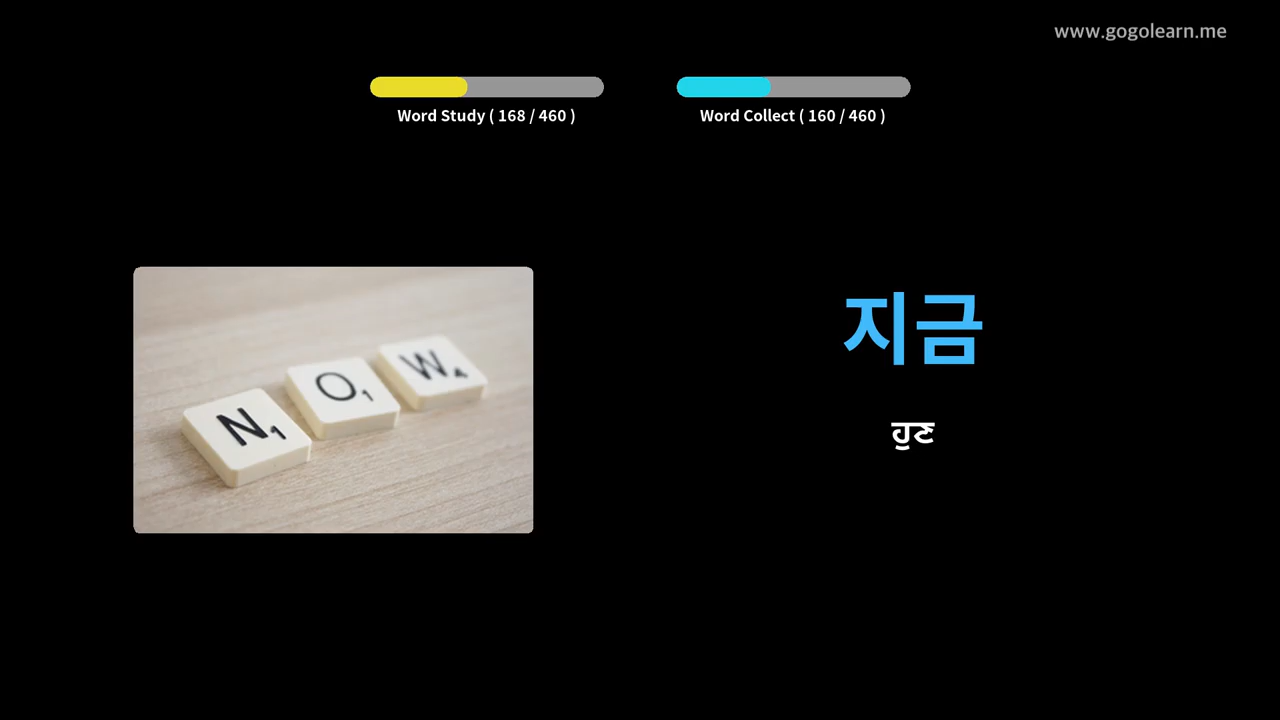 www.gogolearn.me
Word Study ( 168 / 460 )
Word Collect ( 160 / 460 )
N1 O1 W4
지금
ਹੁਣ